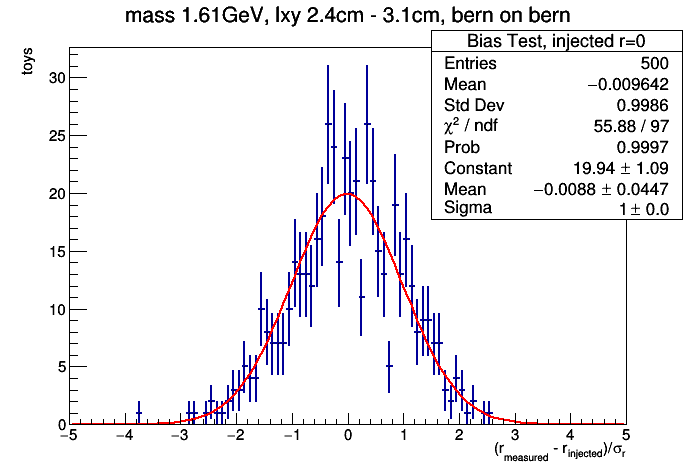 mass 1.61GeV, lxy 2.4cm - 3.1cm, bern on bern
Bias Test, injected r=0
Entries 500
Mean −0.009642
Std Dev 0.9986
χ² / ndf 55.88 / 97
Prob 0.9997
Constant 19.94 ± 1.09
Mean −0.0088 ± 0.0447
Sigma 1 ± 0.0
toys
30
25
20
15
10
5
0
−5 −4 −3 −2 −1 0 1 2 3 4 5
(r_measured - r_injected)/σ_r